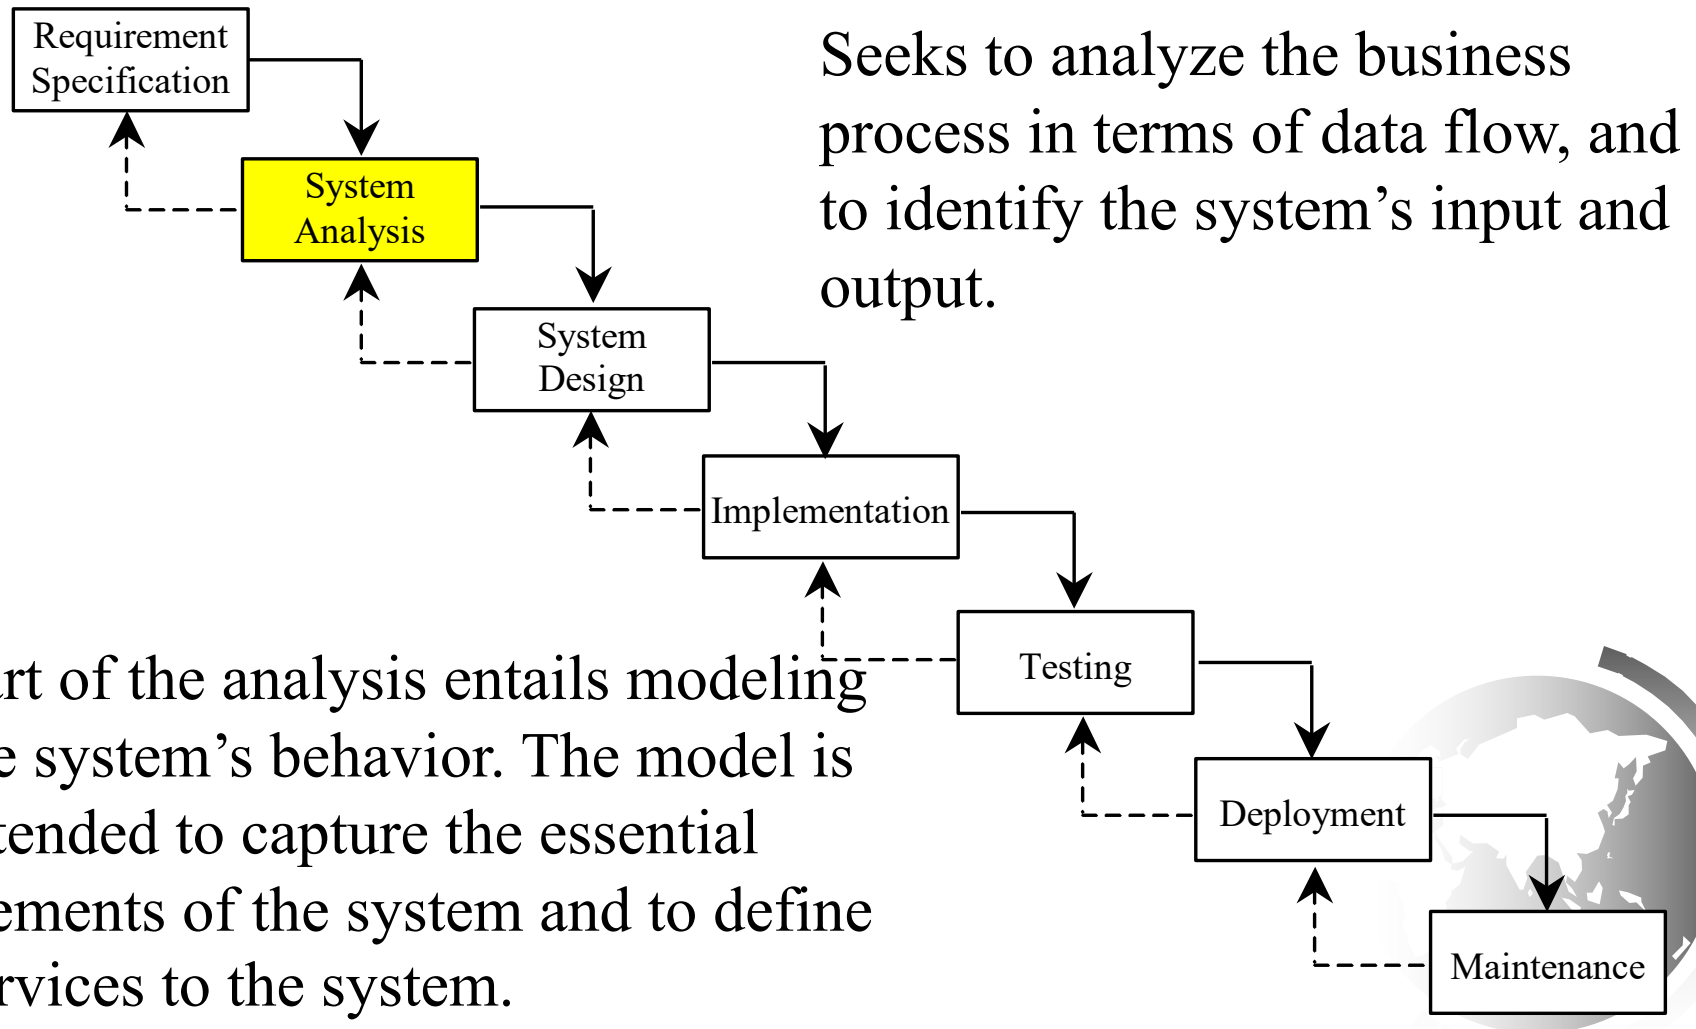 Requirement
Specification
Seeks to analyze the business
process in terms of data flow, and
to identify the system’s input and
output.
System
Analysis
System
Design
Implementation
Testing
art of the analysis entails modeling
e system’s behavior. The model is
tended to capture the essential
ements of the system and to define
rvices to the system.
Deployment
Maintenance